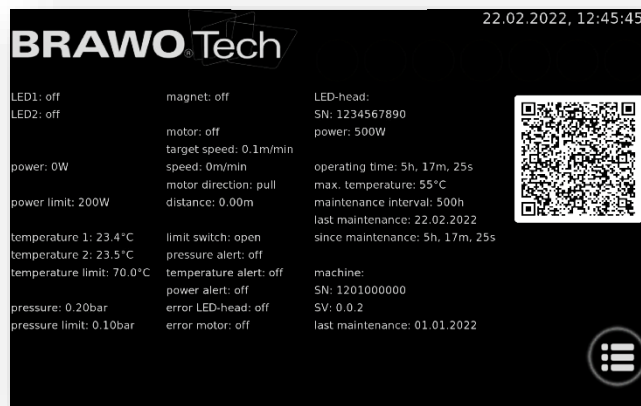 22.02.2022, 12:45:45
BRAWO® Tech
LED1: off
LED2: off
power: 0W
power limit: 200W
temperature 1: 23.4°C
temperature 2: 23.5°C
temperature limit: 70.0°C
pressure: 0.20bar
pressure limit: 0.10bar
magnet: off
motor: off
target speed: 0.1m/min
speed: 0m/min
motor direction: pull
distance: 0.00m
limit switch: open
pressure alert: off
temperature alert: off
power alert: off
error LED-head: off
error motor: off
LED-head:
SN: 1234567890
power: 500W
operating time: 5h, 17m, 25s
max. temperature: 55°C
maintenance interval: 500h
last maintenance: 22.02.2022
since maintenance: 5h, 17m, 25s
machine:
SN: 1201000000
SV: 0.0.2
last maintenance: 01.01.2022